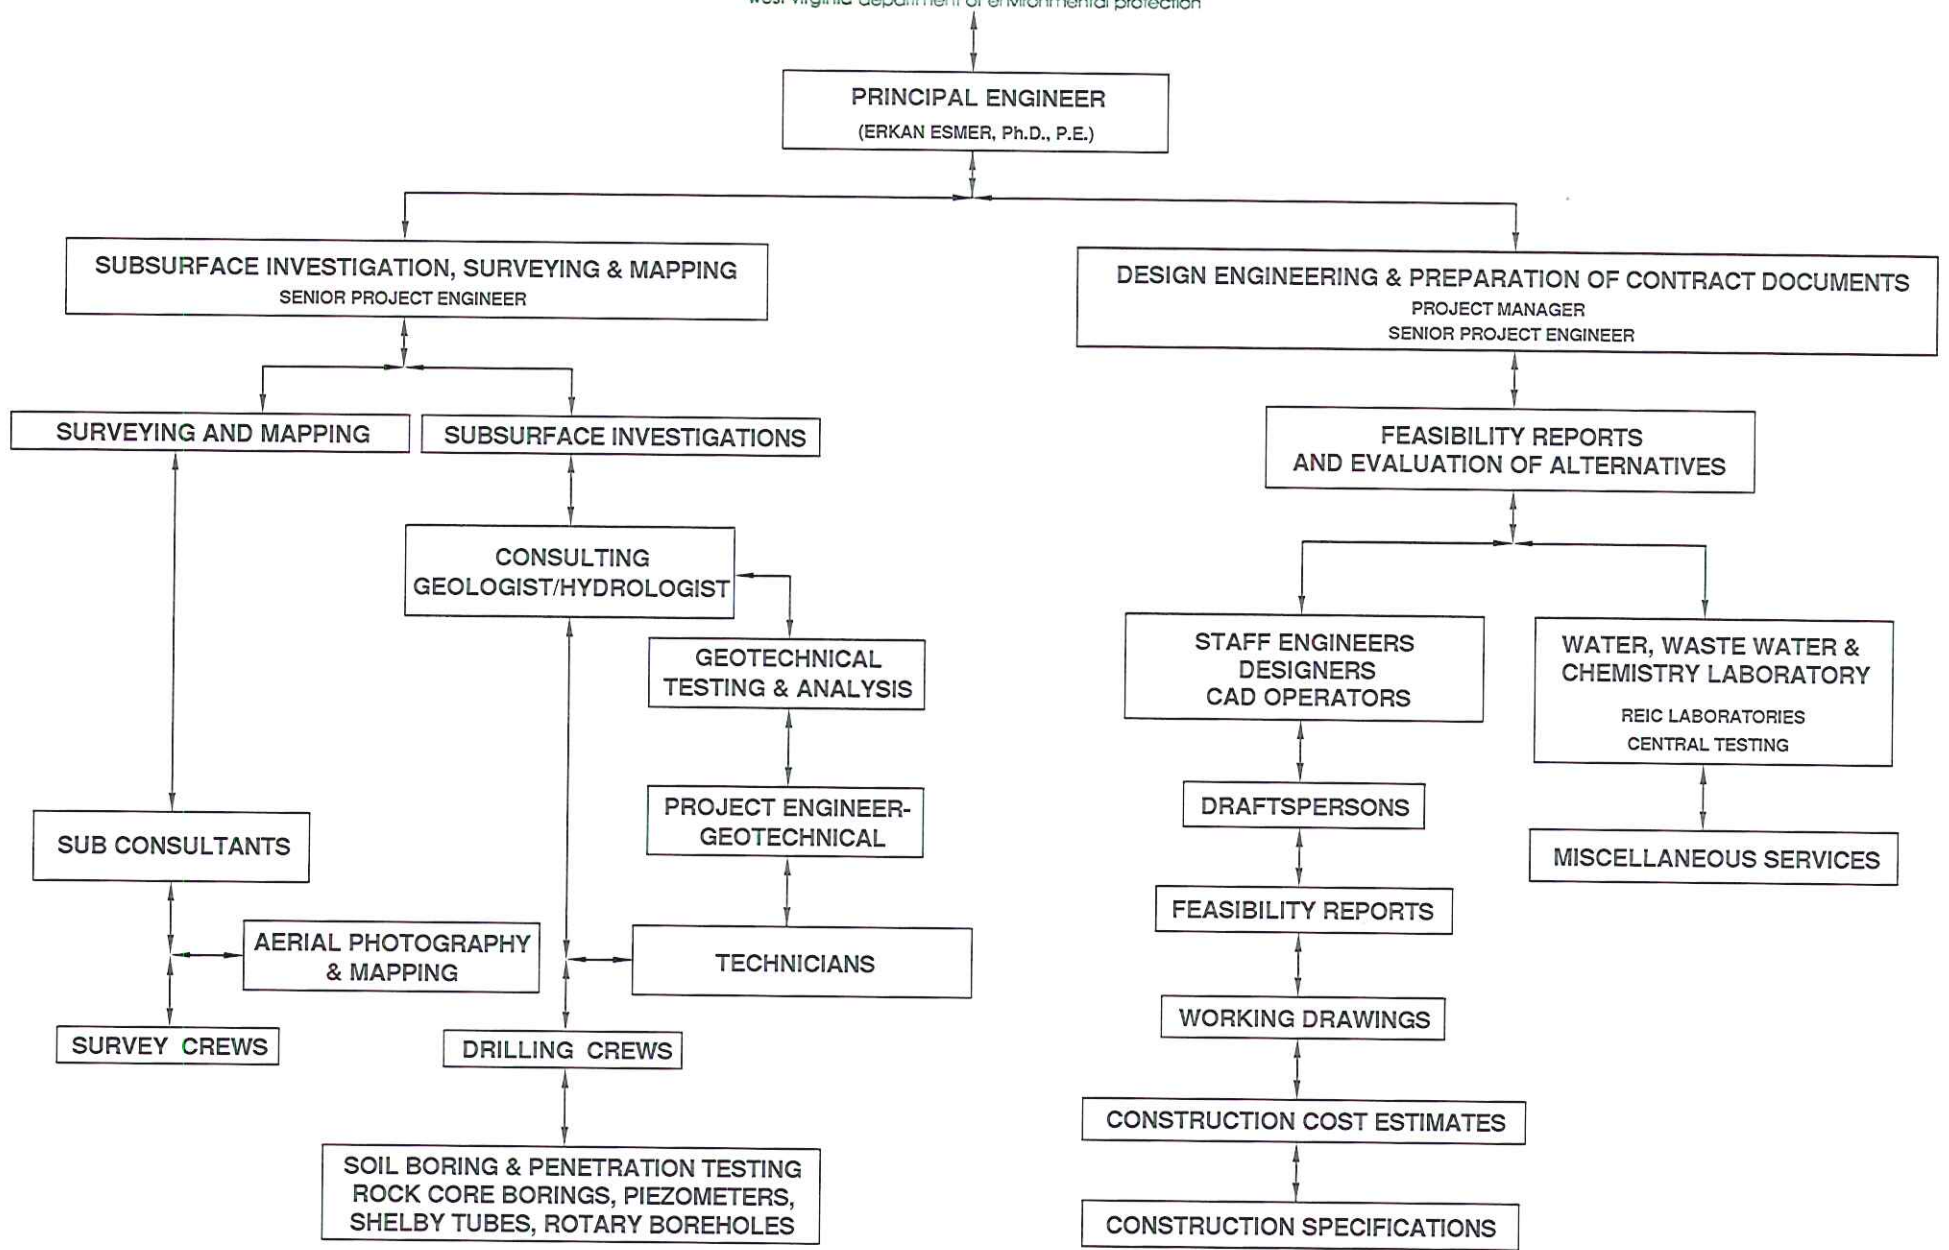 west virginia department of environmental protection
PRINCIPAL ENGINEER
(ERKAN ESMER, Ph.D., P.E.)
SUBSURFACE INVESTIGATION, SURVEYING & MAPPING
SENIOR PROJECT ENGINEER
DESIGN ENGINEERING & PREPARATION OF CONTRACT DOCUMENTS
PROJECT MANAGER
SENIOR PROJECT ENGINEER
SURVEYING AND MAPPING
SUBSURFACE INVESTIGATIONS
FEASIBILITY REPORTS
AND EVALUATION OF ALTERNATIVES
CONSULTING
GEOLOGIST/HYDROLOGIST
GEOTECHNICAL
TESTING & ANALYSIS
STAFF ENGINEERS
DESIGNERS
CAD OPERATORS
WATER, WASTE WATER &
CHEMISTRY LABORATORY
REIC LABORATORIES
CENTRAL TESTING
PROJECT ENGINEER-
GEOTECHNICAL
DRAFTSPERSONS
SUB CONSULTANTS
MISCELLANEOUS SERVICES
FEASIBILITY REPORTS
AERIAL PHOTOGRAPHY
& MAPPING
TECHNICIANS
WORKING DRAWINGS
SURVEY CREWS
DRILLING CREWS
CONSTRUCTION COST ESTIMATES
SOIL BORING & PENETRATION TESTING
ROCK CORE BORINGS, PIEZOMETERS,
SHELBY TUBES, ROTARY BOREHOLES
CONSTRUCTION SPECIFICATIONS